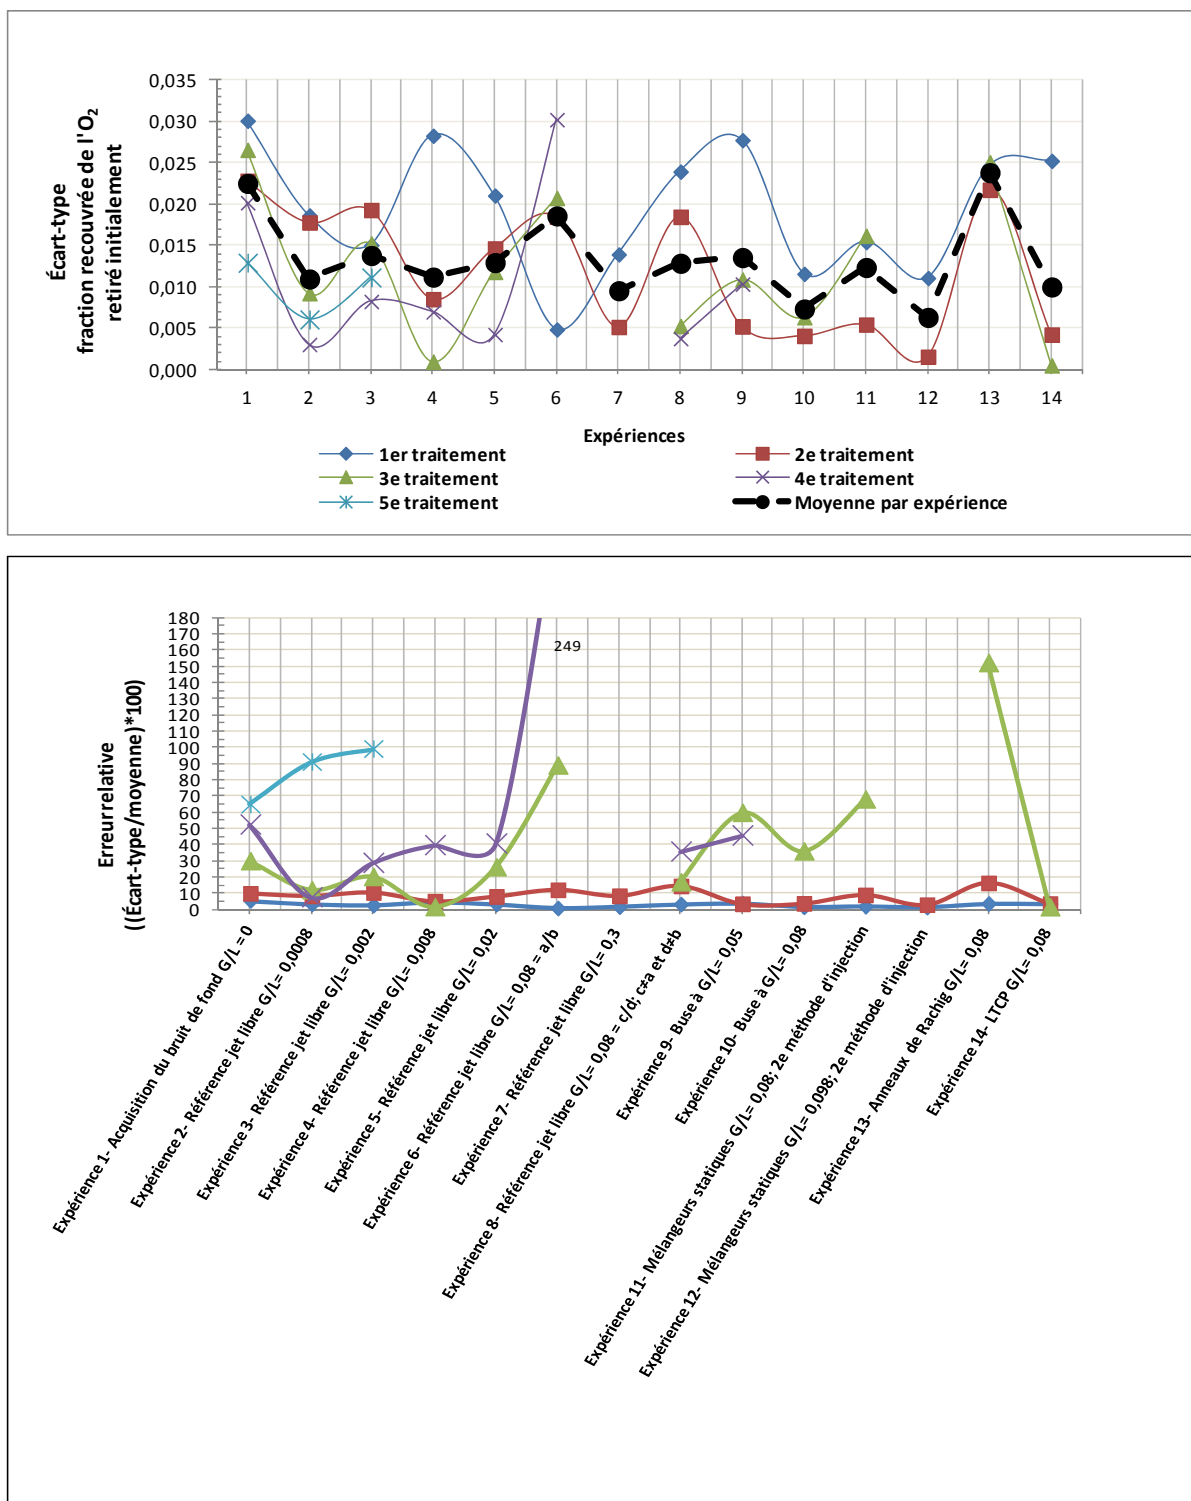 Écart-type
fraction recouvrée de l'O2
retiré initialement
0,035
0,030
0,025
0,020
0,015
0,010
0,005
0,000
1 2 3 4 5 6 7 8 9 10 11 12 13 14
Expériences
1er traitement
2e traitement
3e traitement
4e traitement
5e traitement
Moyenne par expérience
Erreur relative
((Écart-type/moyenne)*100)
180
170
160
150
140
130
120
110
100
90
80
70
60
50
40
30
20
10
0
249
Expérience 1- Acquisition du bruit de fond G/L = 0
Expérience 2- Référence jet libre G/L= 0,0008
Expérience 3- Référence jet libre G/L= 0,002
Expérience 4- Référence jet libre G/L= 0,008
Expérience 5- Référence jet libre G/L= 0,02
Expérience 6- Référence jet libre G/L= 0,08 = a/b
Expérience 7- Référence jet libre G/L= 0,3
Expérience 8- Référence jet libre G/L= 0,08 = c/d; c≠a et d≠b
Expérience 9- Buse à G/L= 0,05
Expérience 10- Buse à G/L= 0,08
Expérience 11- Mélangeurs statiques G/L= 0,08; 2e méthode d'injection
Expérience 12- Mélangeurs statiques G/L= 0,098; 2e méthode d'injection
Expérience 13- Anneaux de Rachig G/L= 0,08
Expérience 14- LTCP G/L= 0,08